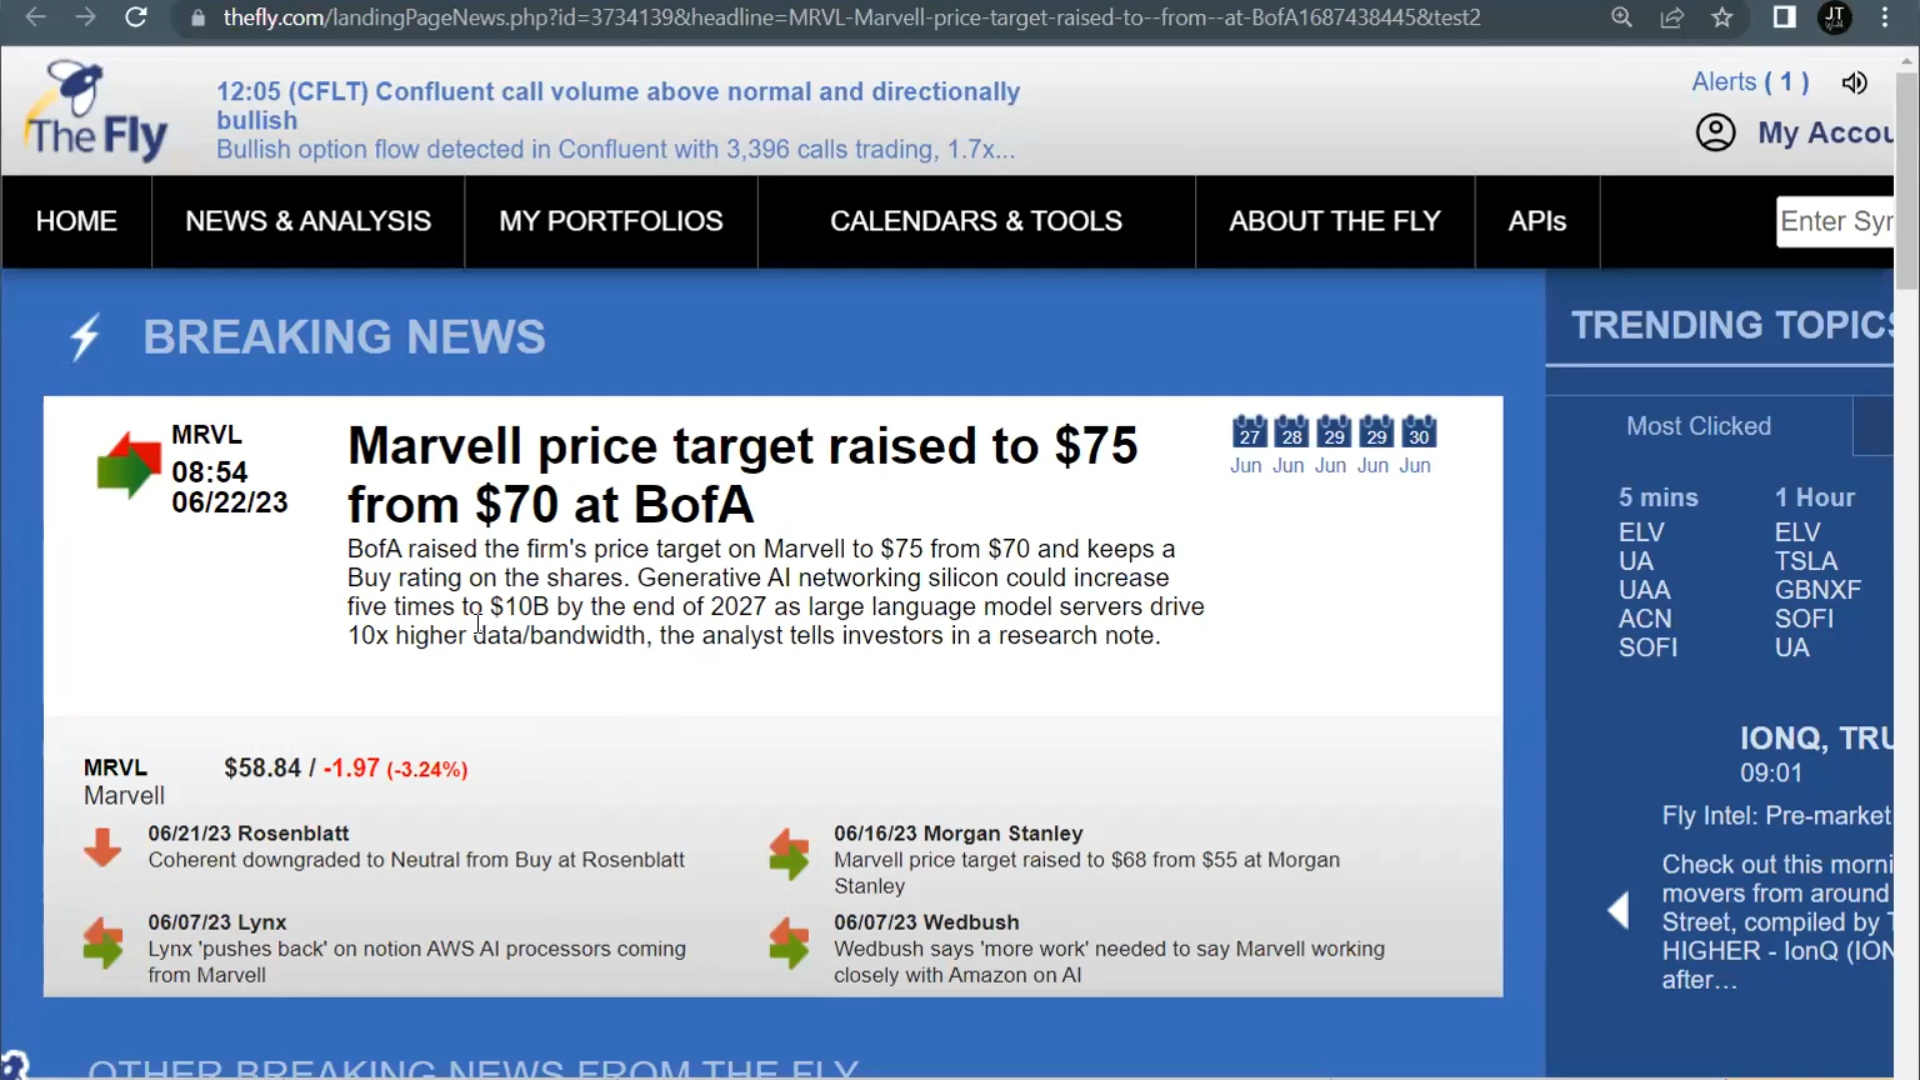 thefly.com/landingPageNews.php?id=3734139&headline=MRVL-Marvell-price-target-raised-to--from--at-BofA1687438445&test2
JT
The Fly
12:05 (CFLT) Confluent call volume above normal and directionally
bullish
Bullish option flow detected in Confluent with 3,396 calls trading, 1.7x...
Alerts ( 1 )
My Accou
HOME
NEWS & ANALYSIS
MY PORTFOLIOS
CALENDARS & TOOLS
ABOUT THE FLY
APIs
Enter Syr
BREAKING NEWS
MRVL
08:54
06/22/23
Marvell price target raised to $75
from $70 at BofA
27 28 29 29 30
Jun Jun Jun Jun Jun
BofA raised the firm's price target on Marvell to $75 from $70 and keeps a
Buy rating on the shares. Generative AI networking silicon could increase
five times to $10B by the end of 2027 as large language model servers drive
10x higher data/bandwidth, the analyst tells investors in a research note.
MRVL $58.84 / -1.97 (-3.24%)
Marvell
06/21/23 Rosenblatt
Coherent downgraded to Neutral from Buy at Rosenblatt
06/16/23 Morgan Stanley
Marvell price target raised to $68 from $55 at Morgan
Stanley
06/07/23 Lynx
Lynx 'pushes back' on notion AWS AI processors coming
from Marvell
06/07/23 Wedbush
Wedbush says 'more work' needed to say Marvell working
closely with Amazon on AI
OTHER BREAKING NEWS FROM THE FLY
TRENDING TOPICS
Most Clicked
5 mins 1 Hour
ELV ELV
UA TSLA
UAA GBNXF
ACN SOFI
SOFI UA
IONQ, TRU
09:01
Fly Intel: Pre-market
Check out this morni
movers from around
Street, compiled by T
HIGHER - IonQ (ION
after…